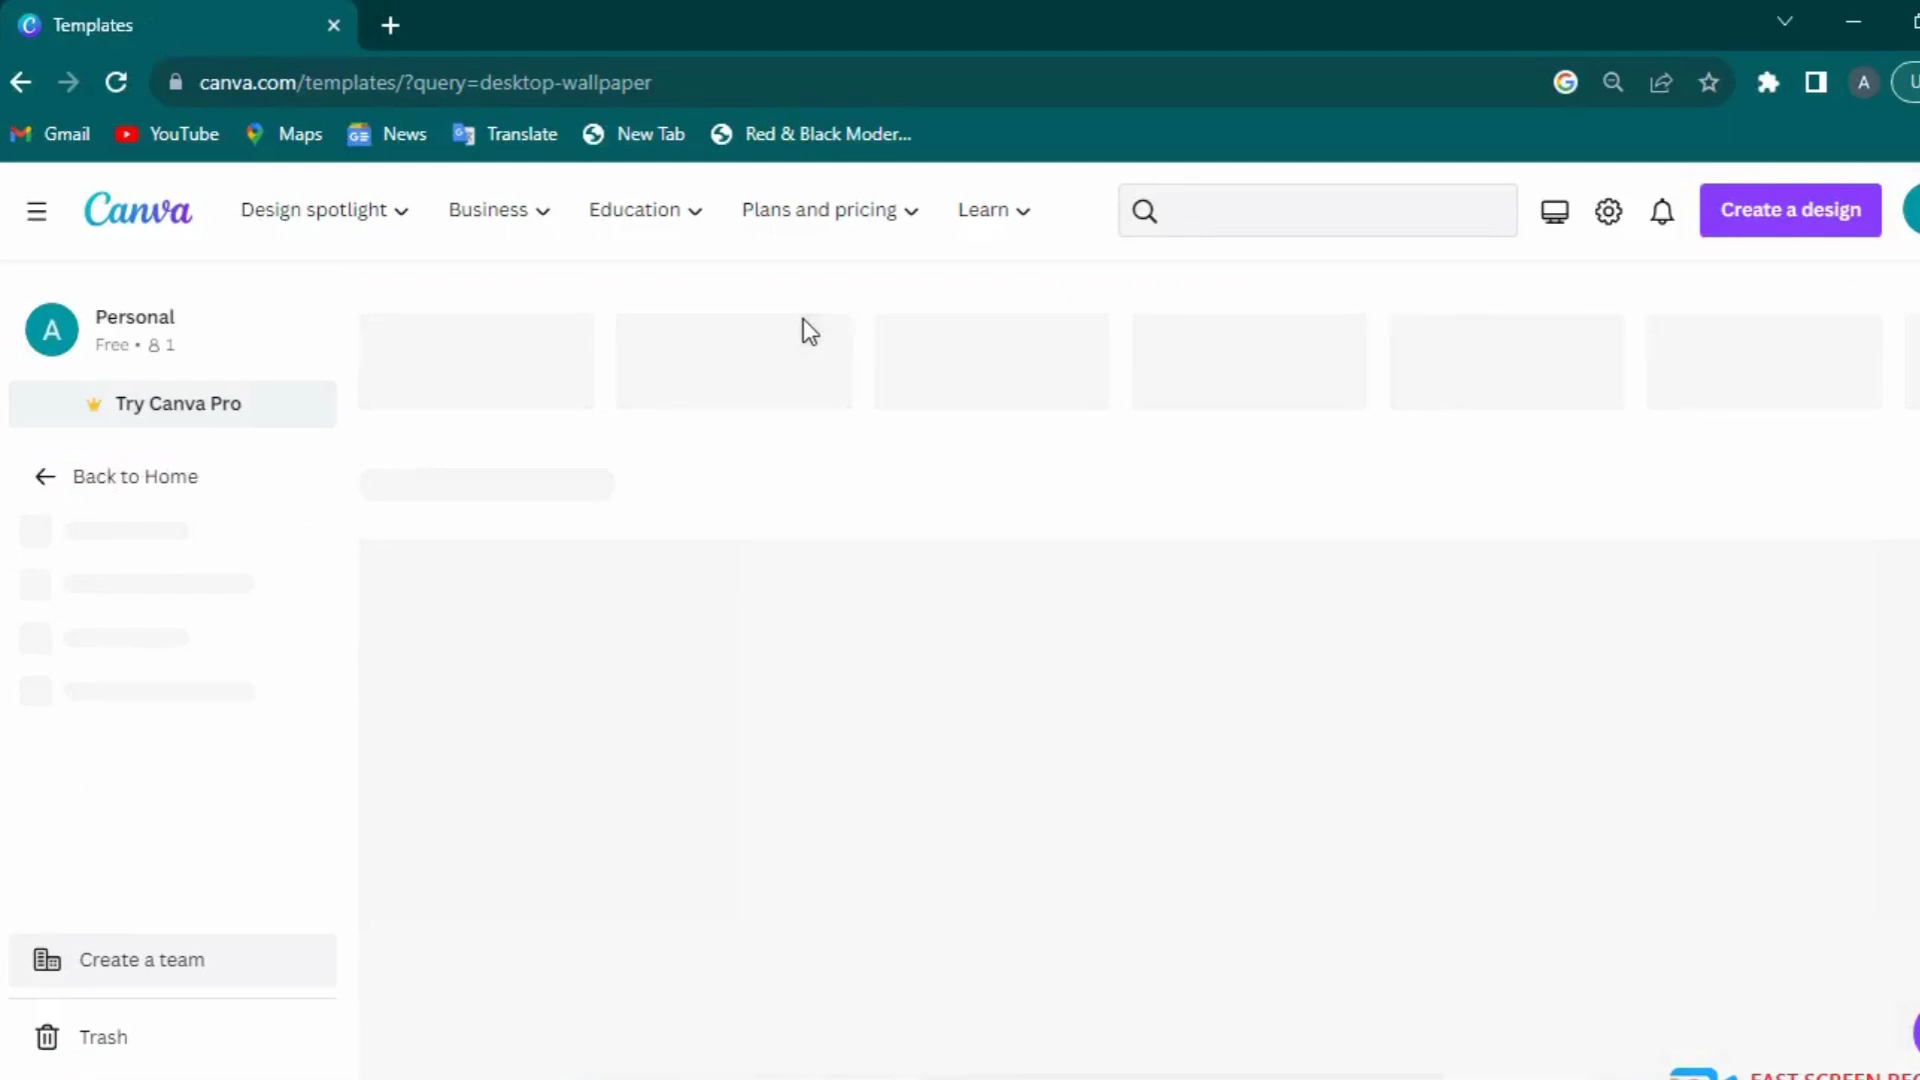 Templates
canva.com/templates/?query=desktop-wallpaper
A
Gmail YouTube Maps News Translate New Tab Red & Black Moder...
Canva Design spotlight Business Education Plans and pricing Learn Create a design
A Personal
Free • 1
Try Canva Pro
Back to Home
Create a team
Trash